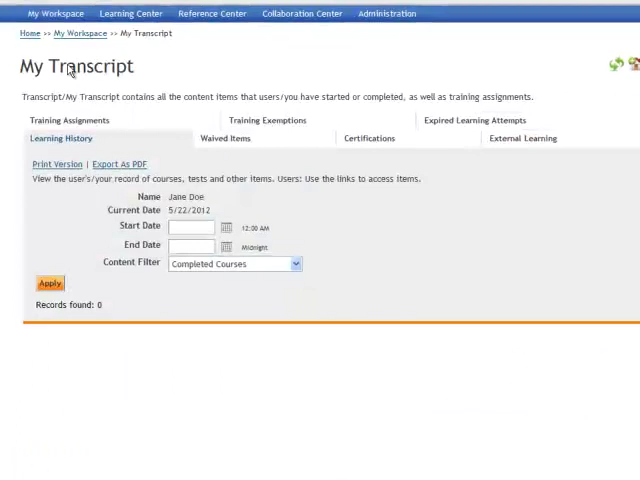 My Workspace Learning Center Reference Center Collaboration Center Administration
Home >> My Workspace >> My Transcript
My Transcript
Transcript/My Transcript contains all the content items that users/you have started or completed, as well as training assignments.
Training Assignments Training Exemptions Expired Learning Attempts
Learning History Waived Items Certifications External Learning
Print Version | Export As PDF
View the user's/your record of courses, tests and other items. Users: Use the links to access items.
Name Jane Doe
Current Date 5/22/2012
Start Date 12:00 AM
End Date Midnight
Content Filter Completed Courses
Apply
Records found: 0